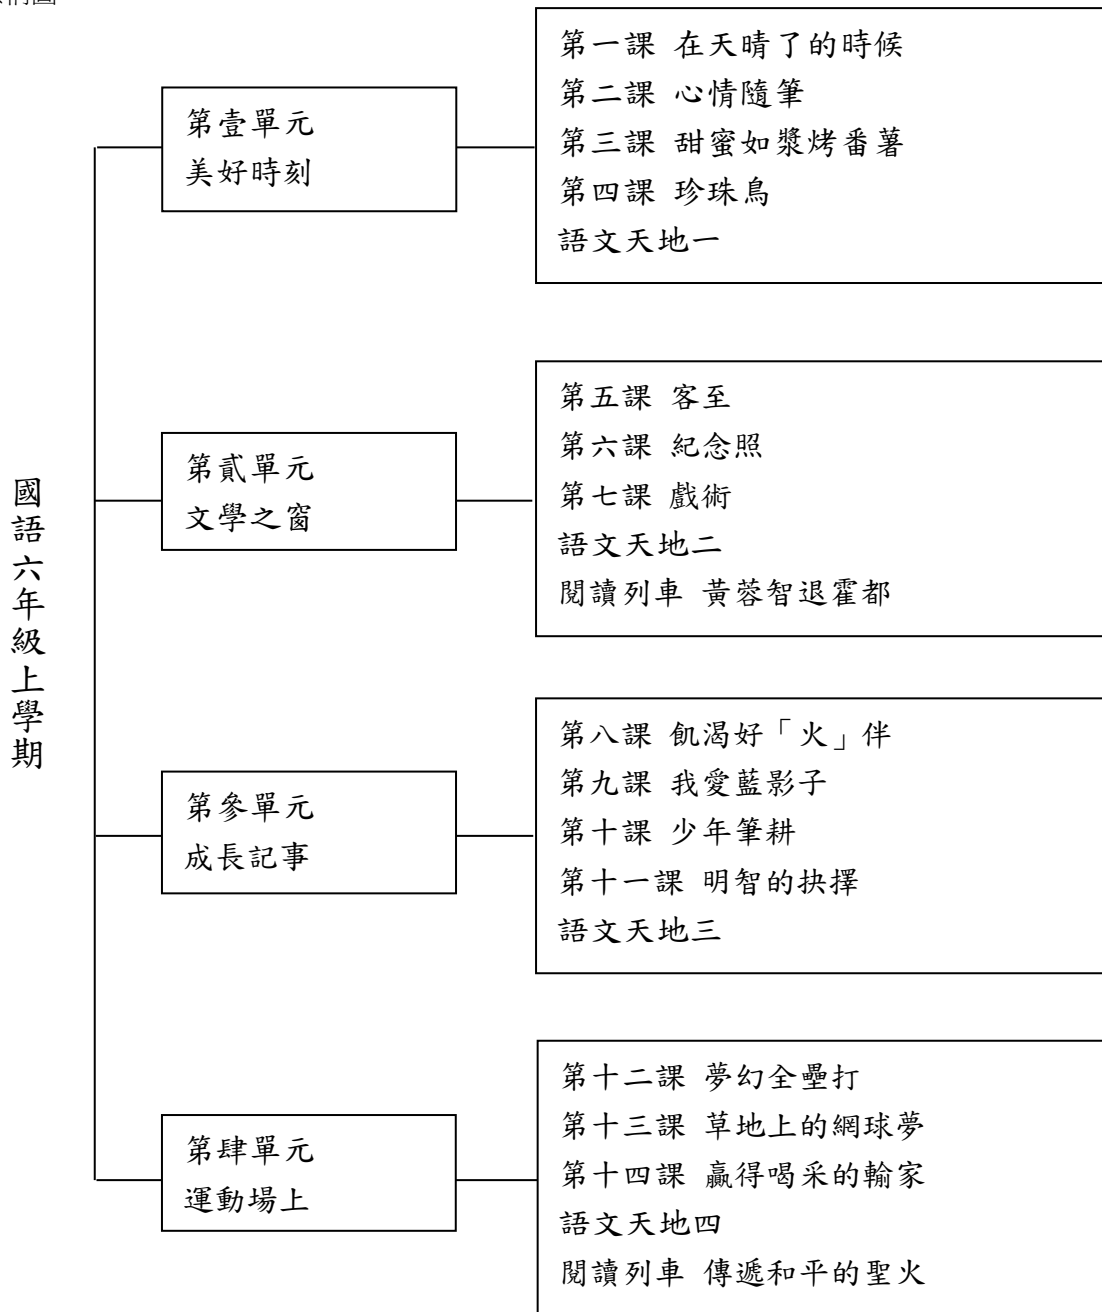 國語六年級上學期
第壹單元
美好時刻
第一課 在天晴了的時候
第二課 心情隨筆
第三課 甜蜜如漿烤番薯
第四課 珍珠鳥
語文天地一
第貳單元
文學之窗
第五課 客至
第六課 紀念照
第七課 戲術
語文天地二
閱讀列車 黃蓉智退霍都
第參單元
成長記事
第八課 飢渴好「火」伴
第九課 我愛藍影子
第十課 少年筆耕
第十一課 明智的抉擇
語文天地三
第肆單元
運動場上
第十二課 夢幻全壘打
第十三課 草地上的網球夢
第十四課 贏得喝采的輸家
語文天地四
閱讀列車 傳遞和平的聖火